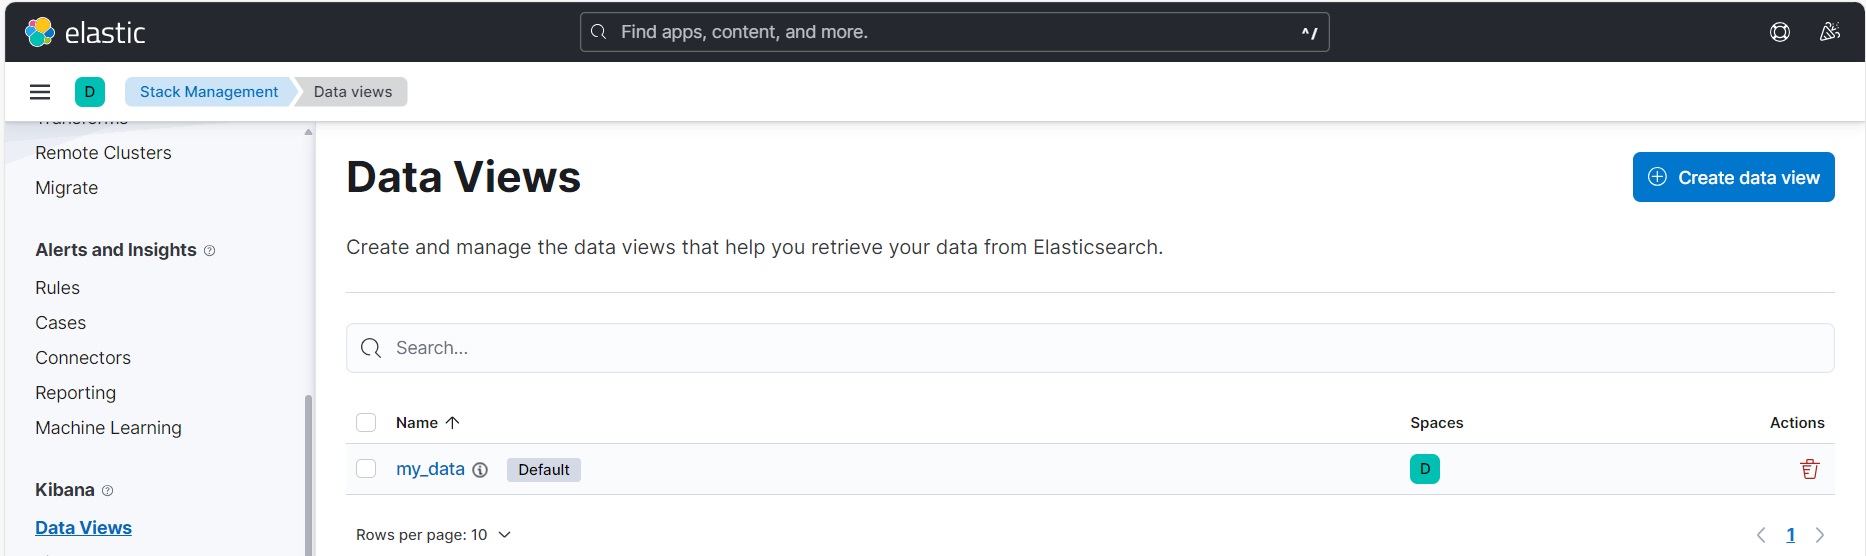 elastic
Find apps, content, and more.
^/
D
Stack Management
Data views
Transforms
Remote Clusters
Migrate
Alerts and Insights
Rules
Cases
Connectors
Reporting
Machine Learning
Kibana
Data Views
Data Views
Create data view
Create and manage the data views that help you retrieve your data from Elasticsearch.
Search...
Name
Spaces
Actions
my_data
Default
D
Rows per page: 10
1